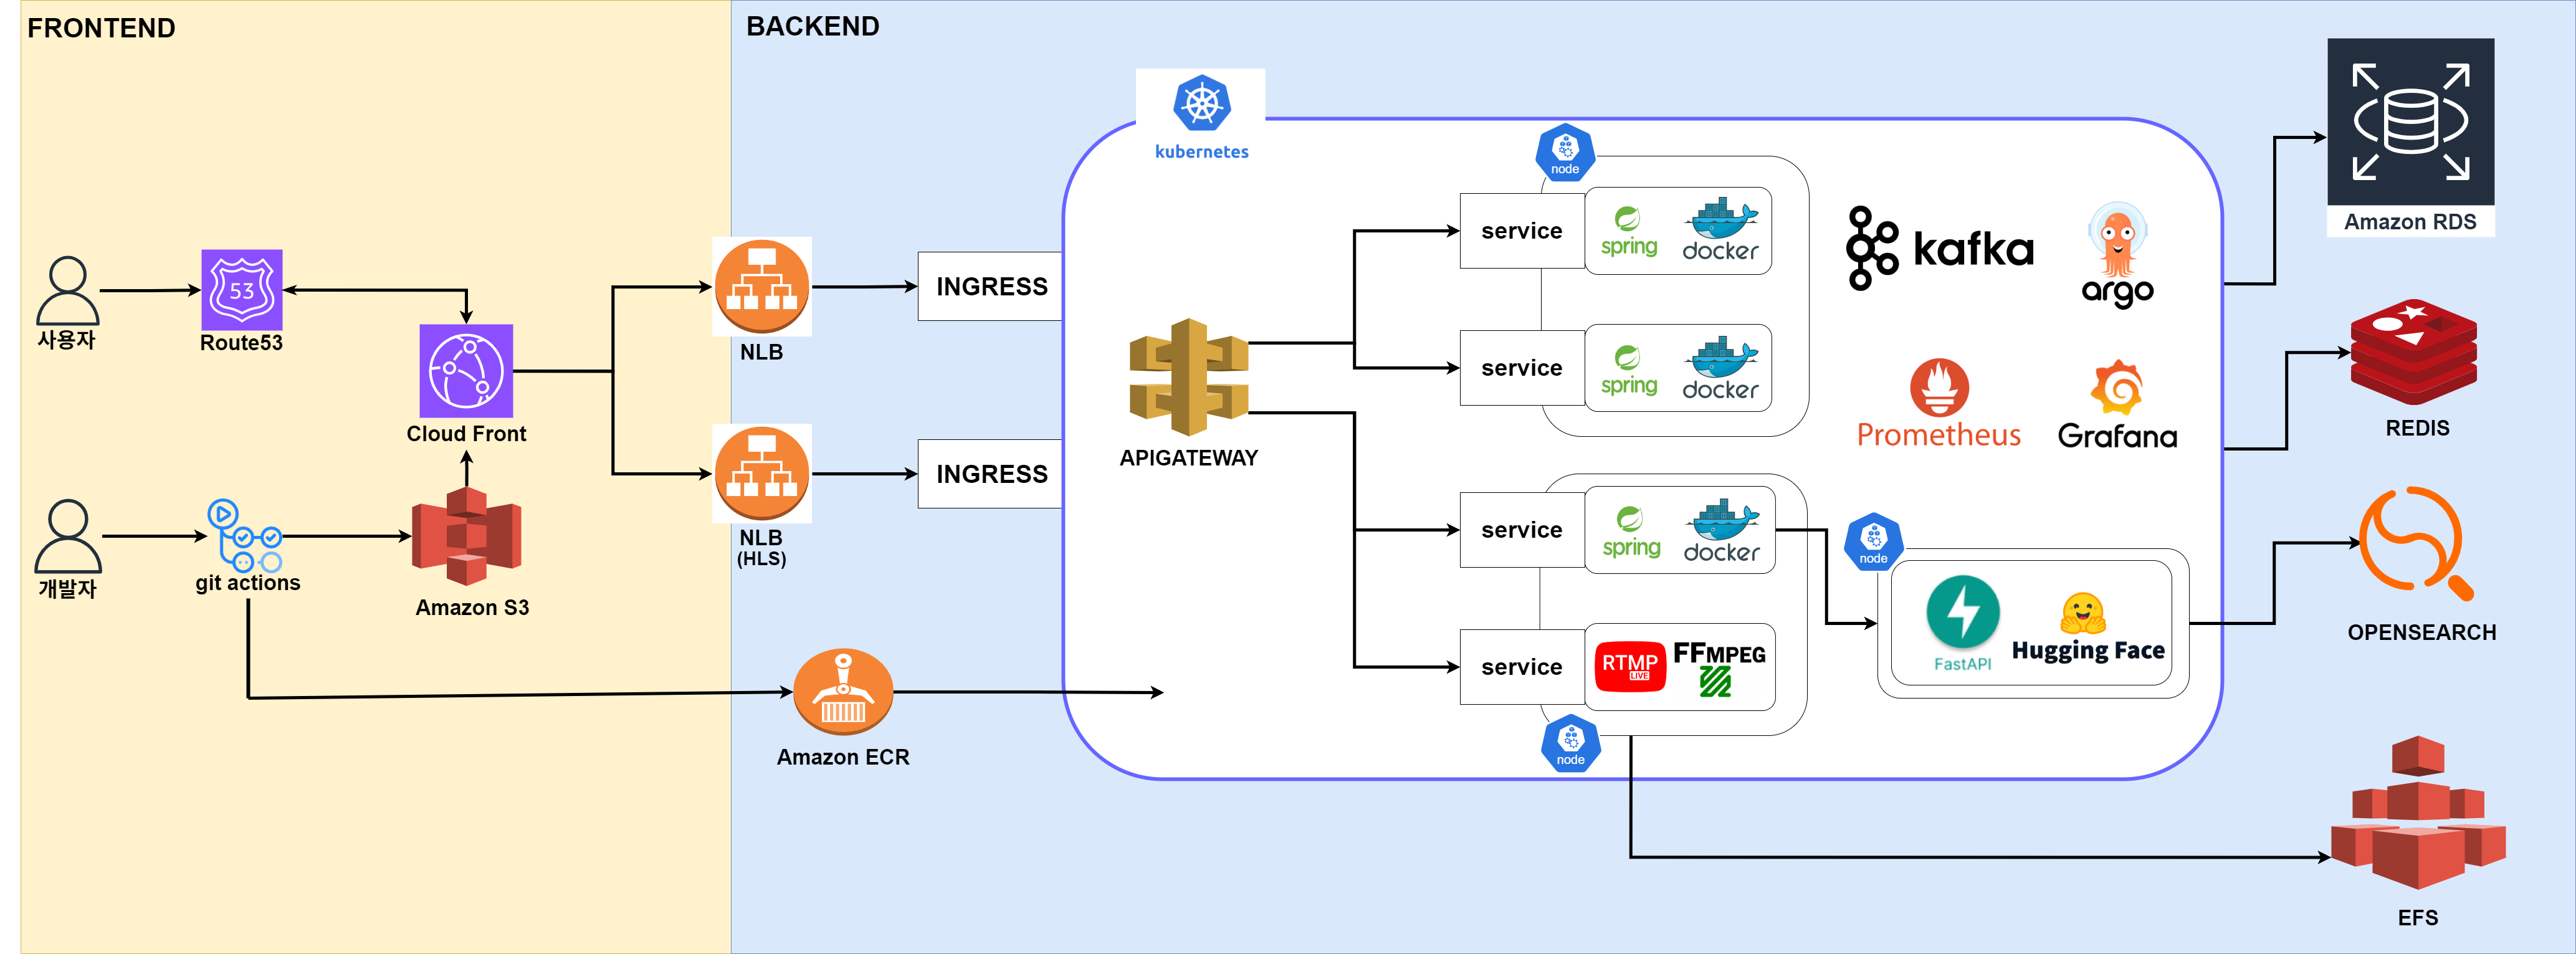 FRONTEND
BACKEND
kubernetes
node
Amazon RDS
service
spring
docker
kafka
argo
53
INGRESS
사용자
Route53
NLB
service
spring
docker
Prometheus
Grafana
REDIS
Cloud Front
APIGATEWAY
INGRESS
NLB
(HLS)
service
spring
docker
node
개발자
git actions
Amazon S3
FastAPI
Hugging Face
OPENSEARCH
service
RTMP
LIVE
FFMPEG
node
Amazon ECR
EFS